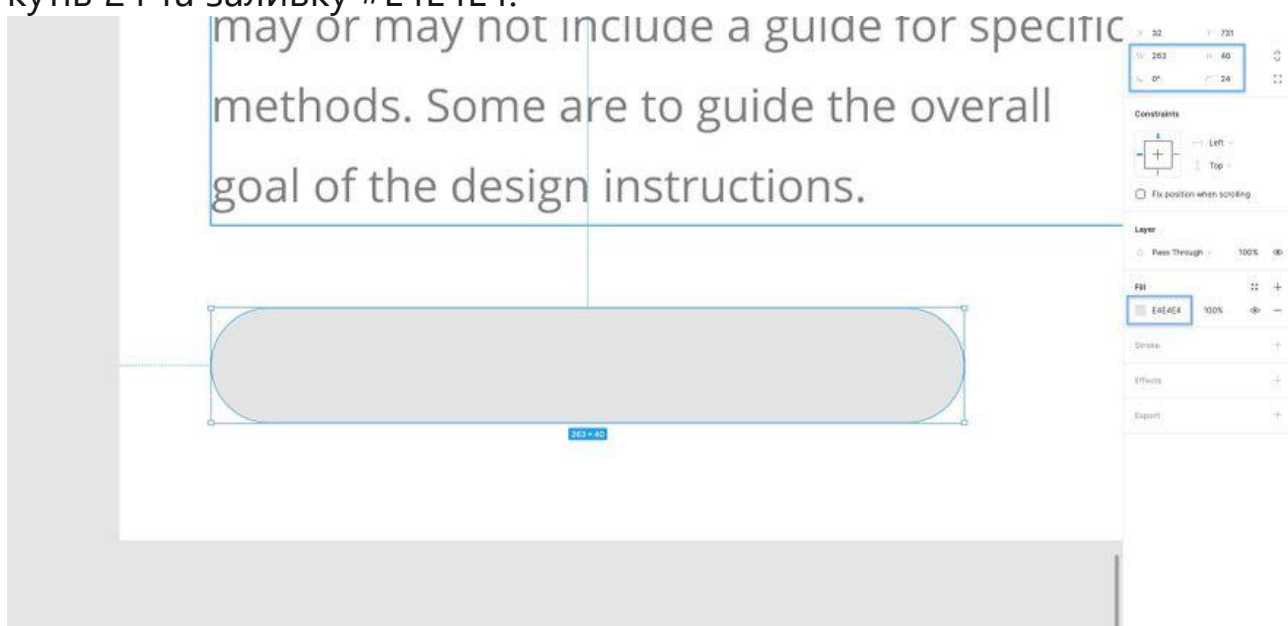 кутів 24 та заливку #E4E4E4.
may or may not include a guide for specific
methods. Some are to guide the overall
goal of the design instructions.
263 × 40
X 32 Y 731
W 263 H 40
0° 24
Constraints
Left
Top
Fix position when scrolling
Layer
Pass Through 100%
Fill
E4E4E4 100%
Stroke
Effects
Export